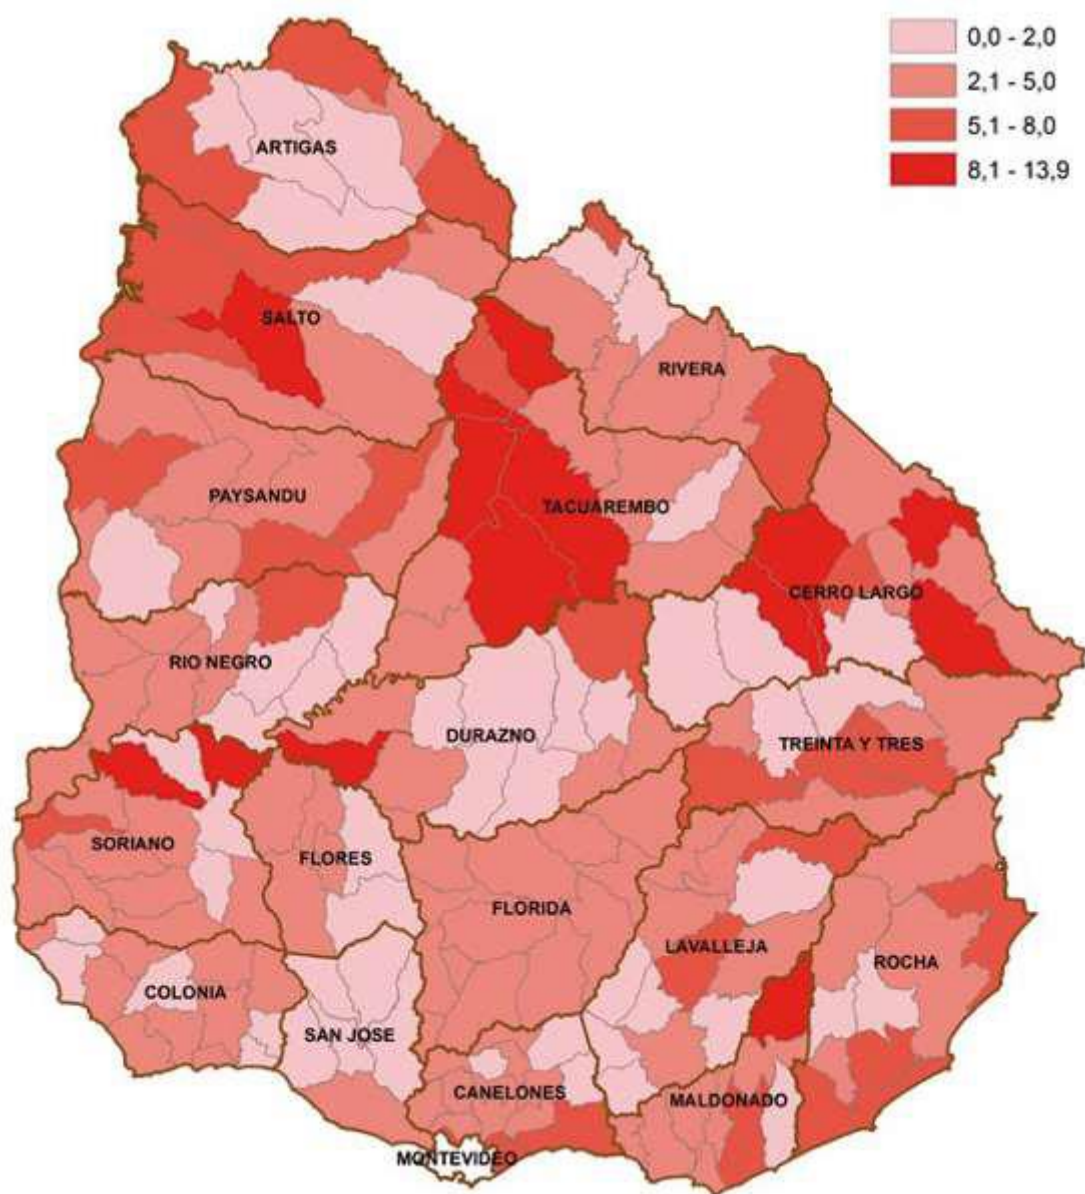 0,0 - 2,0
2,1 - 5,0
5,1 - 8,0
8,1 - 13,9
ARTIGAS
SALTO
RIVERA
PAYSANDU
TACUAREMBO
CERRO LARGO
RIO NEGRO
DURAZNO
TREINTA Y TRES
SORIANO
FLORES
FLORIDA
LAVALLEJA
ROCHA
COLONIA
SAN JOSE
CANELONES
MALDONADO
MONTEVIDEO